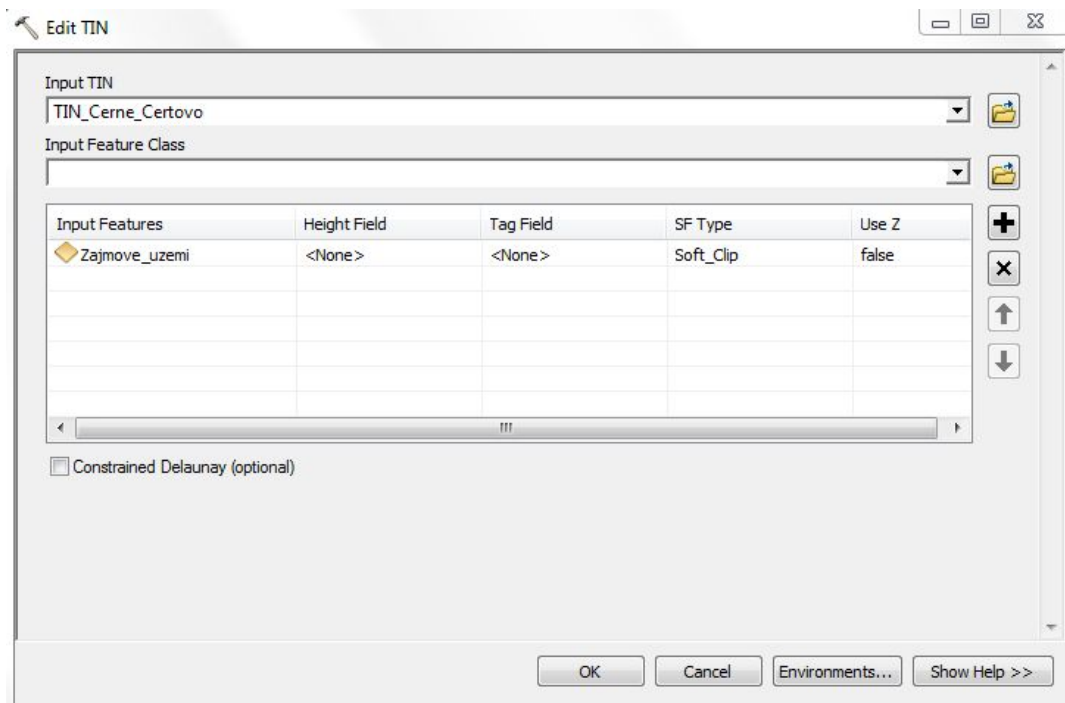 Edit TIN
Input TIN
TIN_Cerne_Certovo
Input Feature Class
Input Features Height Field Tag Field SF Type Use Z
Zajmove_uzemi <None> <None> Soft_Clip false
Constrained Delaunay (optional)
OK Cancel Environments... Show Help >>